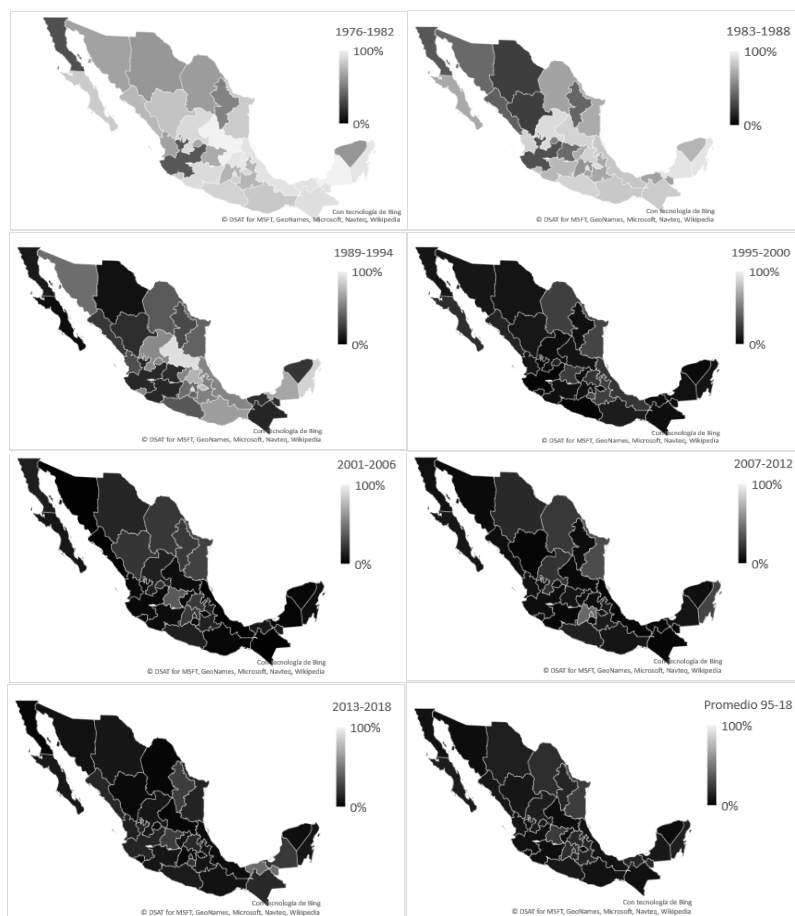 1976-1982
100%
0%
Con tecnología de Bing
© DSAT for MSFT, GeoNames, Microsoft, Navteq, Wikipedia
1983-1988
100%
0%
Con tecnología de Bing
© DSAT for MSFT, GeoNames, Microsoft, Navteq, Wikipedia
1989-1994
100%
0%
Con tecnología de Bing
© DSAT for MSFT, GeoNames, Microsoft, Navteq, Wikipedia
1995-2000
100%
0%
Con tecnología de Bing
© DSAT for MSFT, GeoNames, Microsoft, Navteq, Wikipedia
2001-2006
100%
0%
Con tecnología de Bing
© DSAT for MSFT, GeoNames, Microsoft, Navteq, Wikipedia
2007-2012
100%
0%
Con tecnología de Bing
© DSAT for MSFT, GeoNames, Microsoft, Navteq, Wikipedia
2013-2018
100%
0%
Con tecnología de Bing
© DSAT for MSFT, GeoNames, Microsoft, Navteq, Wikipedia
Promedio 95-18
100%
0%
Con tecnología de Bing
© DSAT for MSFT, GeoNames, Microsoft, Navteq, Wikipedia